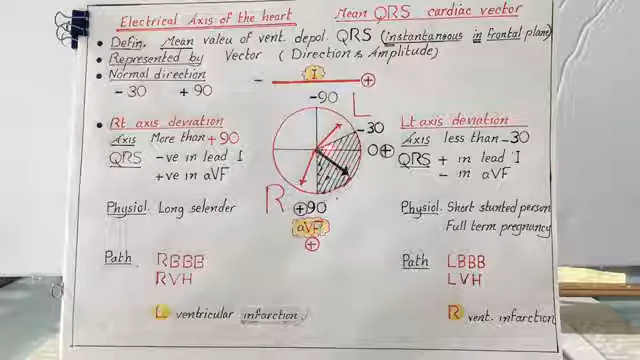 Electrical Axis of the heart Mean QRS cardiac vector
• Defin. Mean valeu of vent. depol. QRS (instantaneous in frontal plane)
• Represented by Vector (Direction & Amplitude)
• Normal direction
-30 +90
− I +
-90 L
-30
0 +
R
+90
aVF
+
• Rt axis deviation
Axis More than +90
QRS -ve in lead I
+ve in aVF
Physiol. Long selender
Path RBBB
RVH
L ventricular infarction
Lt axis deviation
Axis less than -30
QRS + in lead I
- in aVF
Physiol. Short stunted person
Full term pregnancy
Path LBBB
LVH
R vent. infarction